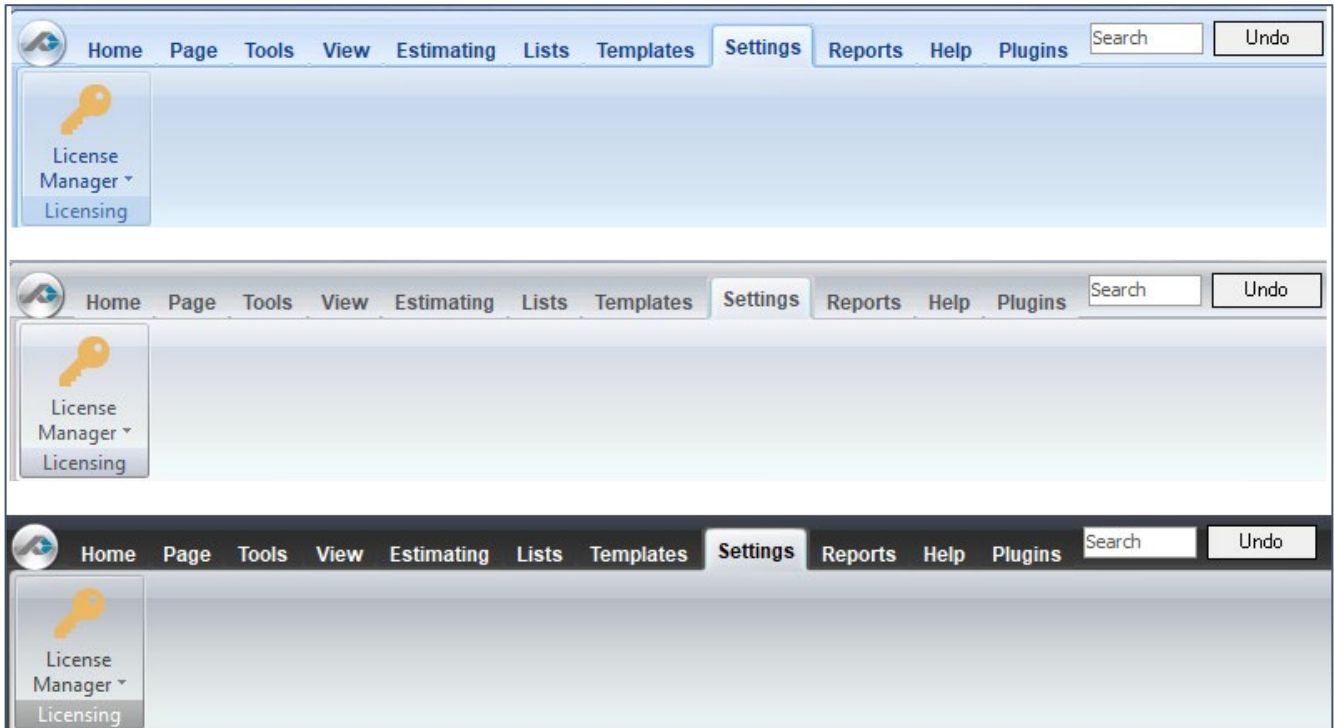 Home Page Tools View Estimating Lists Templates Settings Reports Help Plugins Search Undo
License
Manager
Licensing
Home Page Tools View Estimating Lists Templates Settings Reports Help Plugins Search Undo
License
Manager
Licensing
Home Page Tools View Estimating Lists Templates Settings Reports Help Plugins Search Undo
License
Manager
Licensing